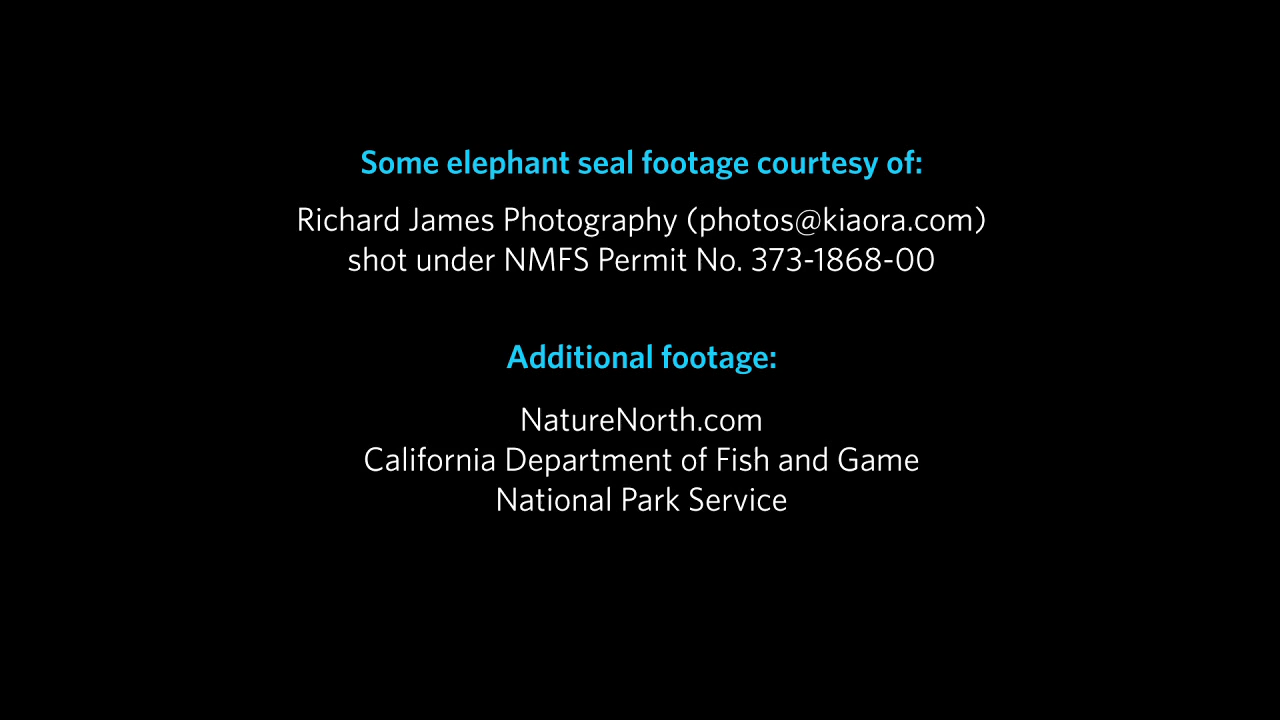 Some elephant seal footage courtesy of:
Richard James Photography (photos@kiaora.com)
shot under NMFS Permit No. 373-1868-00
Additional footage:
NatureNorth.com
California Department of Fish and Game
National Park Service